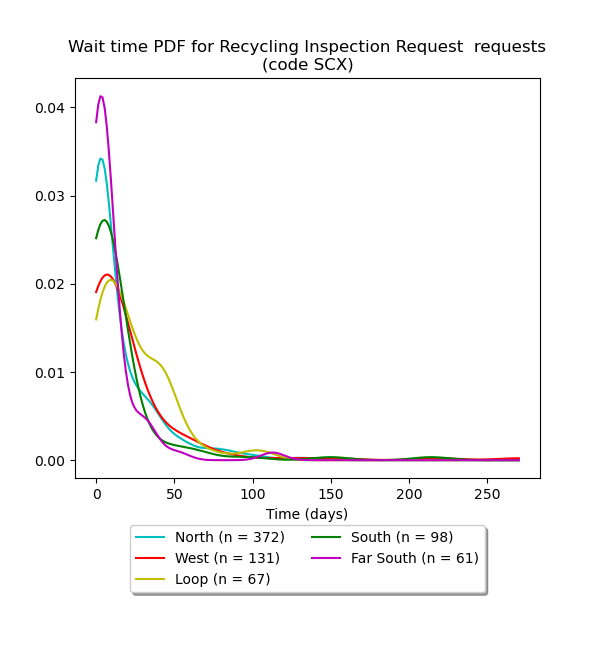 Wait time PDF for Recycling Inspection Request  requests
(code SCX)
0.04
0.03
0.02
0.01
0.00
0 50 100 150 200 250
Time (days)
North (n = 372) South (n = 98)
West (n = 131) Far South (n = 61)
Loop (n = 67)